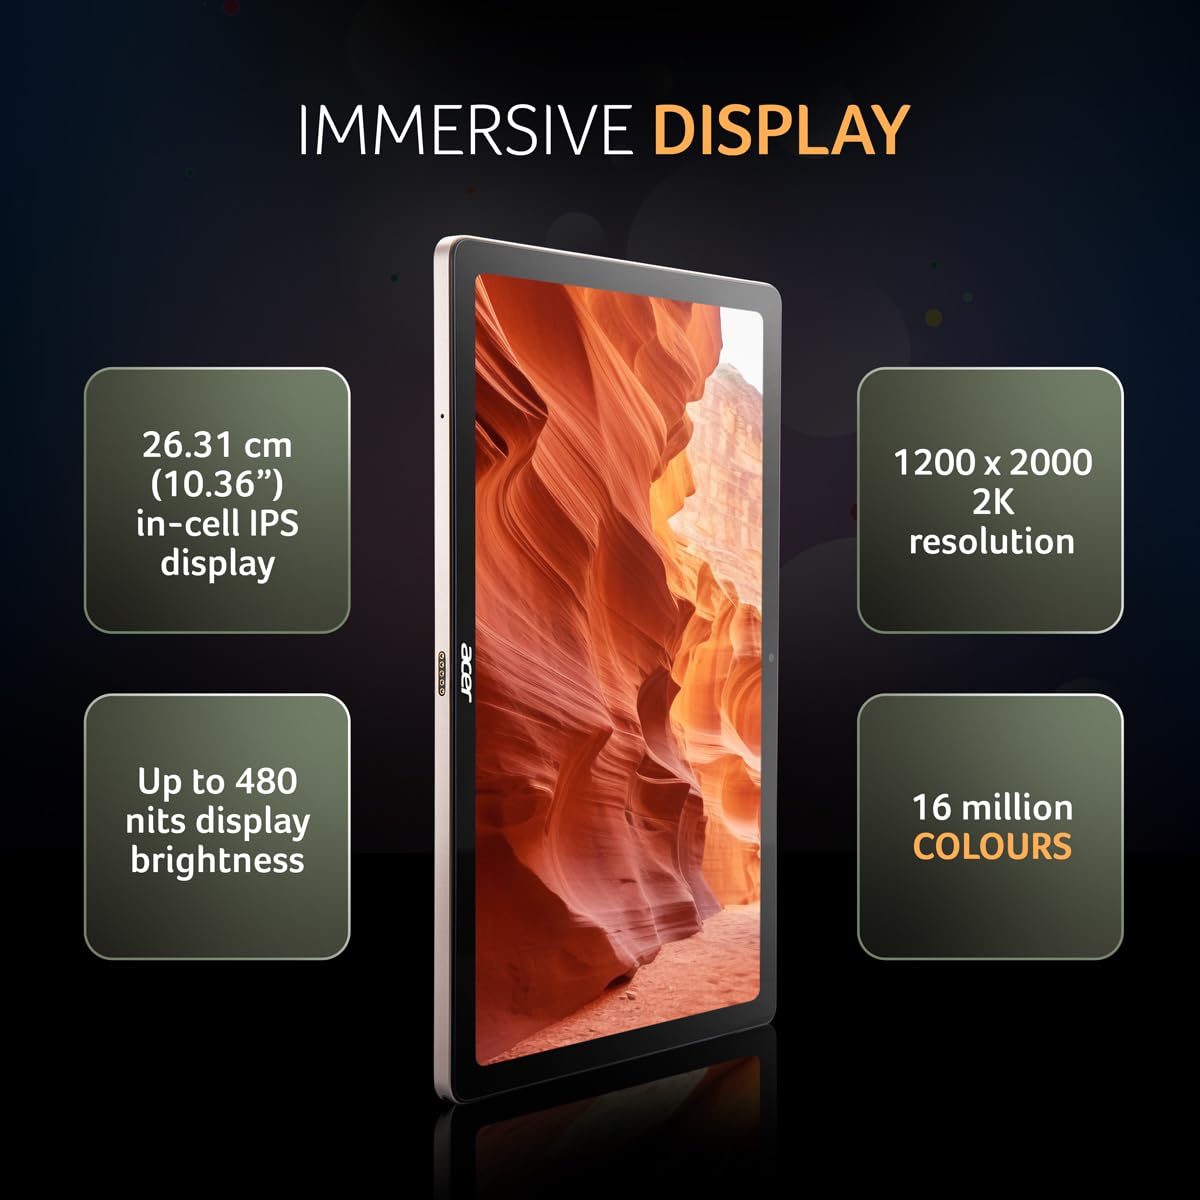 IMMERSIVE DISPLAY
26.31 cm
(10.36”)
in-cell IPS
display
1200 x 2000
2K
resolution
acer
Up to 480
nits display
brightness
16 million
COLOURS